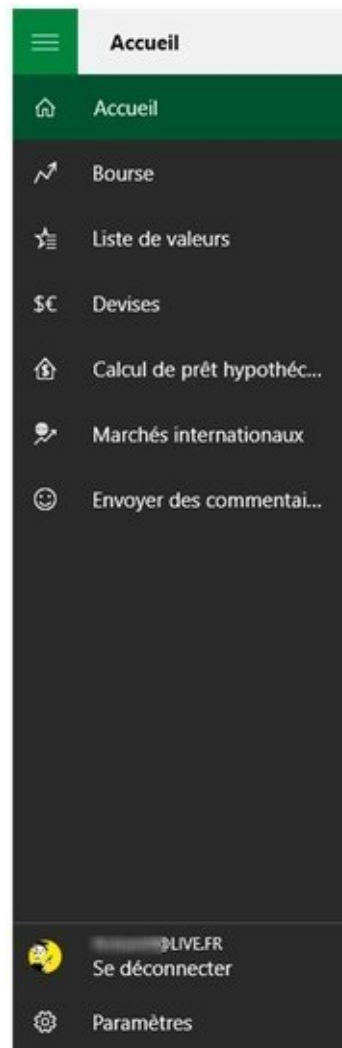 Accueil
Accueil
Bourse
Liste de valeurs
$€ Devises
Calcul de prêt hypothéc...
Marchés internationaux
Envoyer des commentai...
@LIVE.FR
Se déconnecter
Paramètres